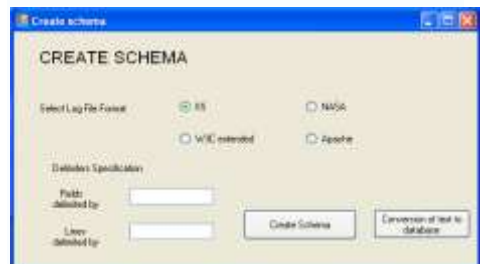 Create schema
CREATE SCHEMA
Select Log File Format
IIS
NASA
W3C extended
Apache
Delimiters Specification
Fields
delimited by
Lines
delimited by
Create Schema
Conversion of text to
database